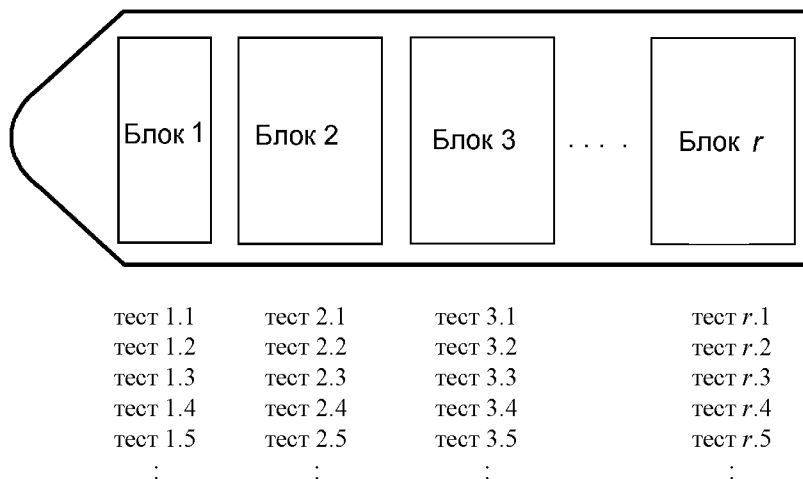 Блок 1 Блок 2 Блок 3 . . . . Блок r
тест 1.1 тест 2.1 тест 3.1 тест r.1
тест 1.2 тест 2.2 тест 3.2 тест r.2
тест 1.3 тест 2.3 тест 3.3 тест r.3
тест 1.4 тест 2.4 тест 3.4 тест r.4
тест 1.5 тест 2.5 тест 3.5 тест r.5
⋮ ⋮ ⋮ ⋮